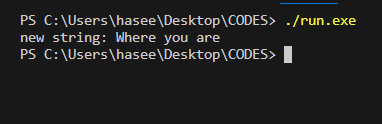 PS C:\Users\hasee\Desktop\CODES> ./run.exe
new string: Where you are
PS C:\Users\hasee\Desktop\CODES>